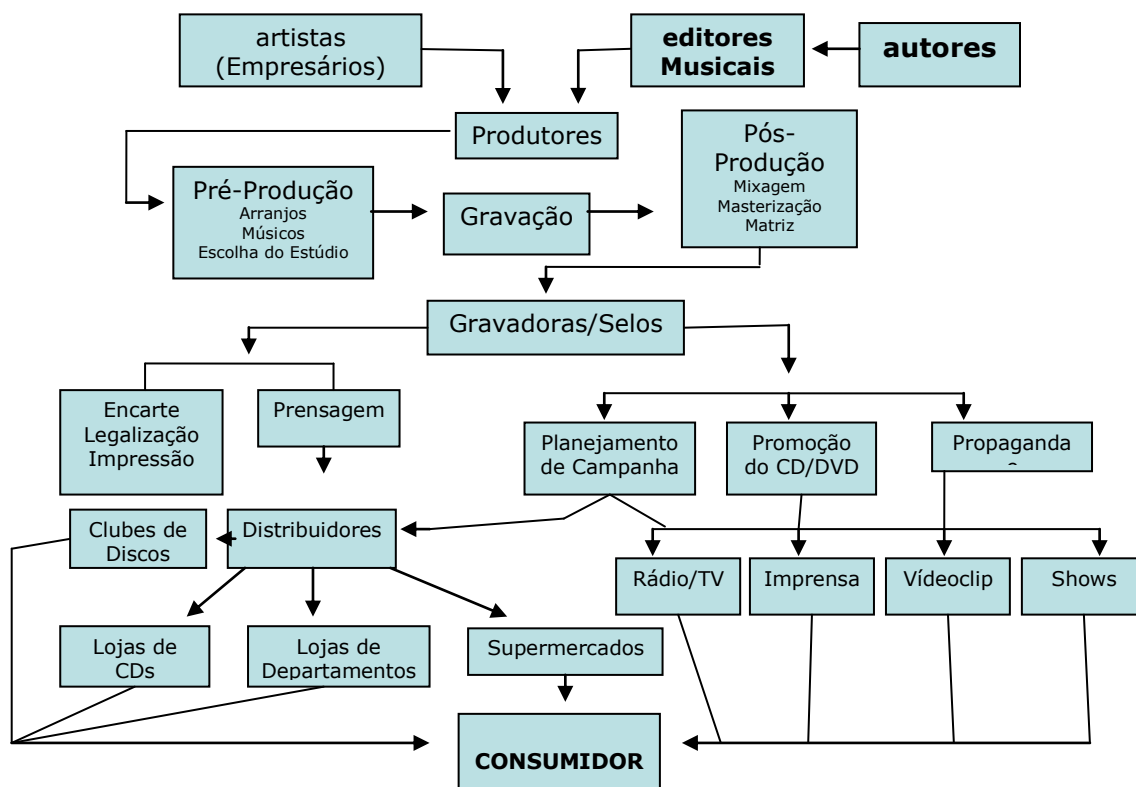 artistas
(Empresários)
editores
Musicais
autores
Produtores
Pós-
Produção
Mixagem
Masterização
Matriz
Pré-Produção
Arranjos
Músicos
Escolha do Estúdio
Gravação
Gravadoras/Selos
Encarte
Legalização
Impressão
Prensagem
Planejamento
de Campanha
Promoção
do CD/DVD
Propaganda
Clubes de
Discos
Distribuidores
Rádio/TV
Imprensa
Vídeoclip
Shows
Lojas de
CDs
Lojas de
Departamentos
Supermercados
CONSUMIDOR